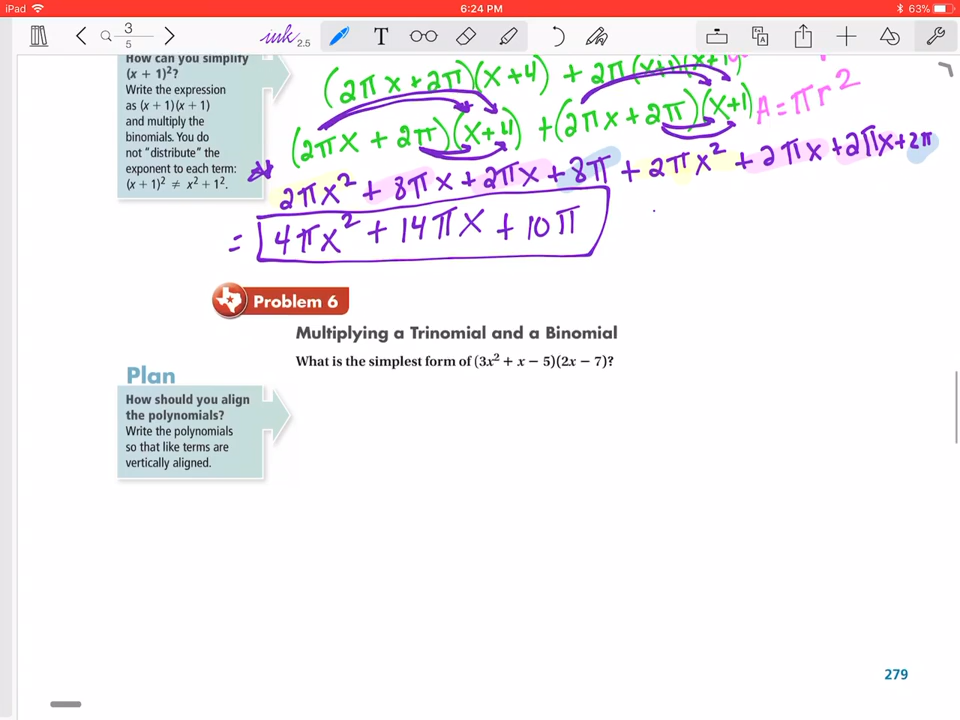 iPad 6:24 PM 63%
3
5
ink 2.5
T
How can you simplify
(x + 1)²?
Write the expression
as (x + 1)(x + 1)
and multiply the
binomials. You do
not "distribute" the
exponent to each term:
(x + 1)² ≠ x² + 1².
(2πx + 2π)(x+4) + 2π(x+1)(x+1)
(2πx + 2π)(x+4) + (2πx + 2π)(x+1) A = πr²
2πx² + 8πx + 2πx + 8π + 2πx² + 2πx + 2πx + 2π
= 4πx² + 14πx + 10π
Problem 6
Multiplying a Trinomial and a Binomial
What is the simplest form of (3x² + x − 5)(2x − 7)?
Plan
How should you align
the polynomials?
Write the polynomials
so that like terms are
vertically aligned.
279